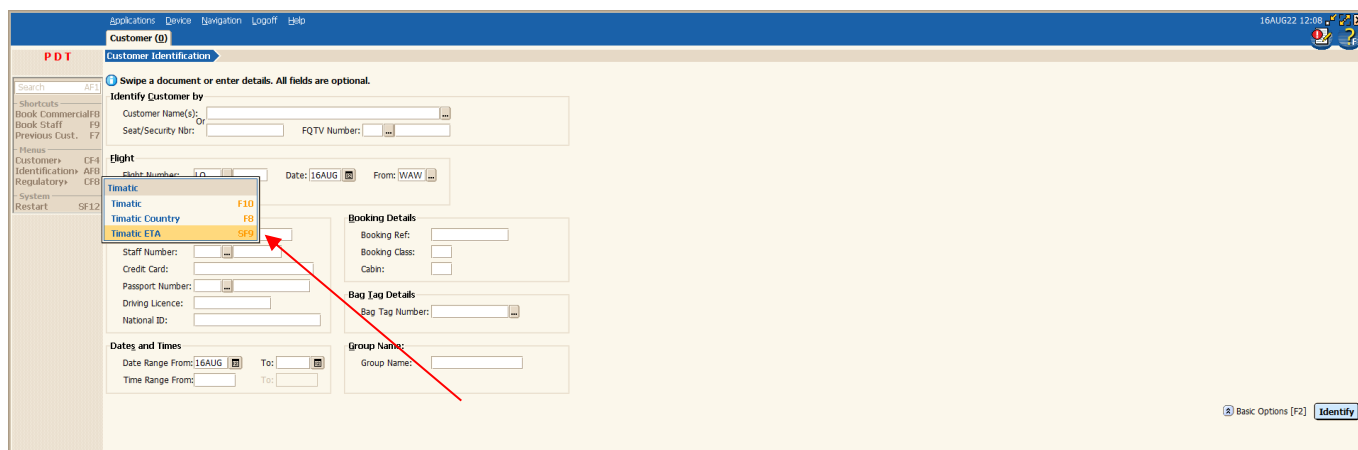 Applications Device Navigation Logoff Help 16AUG22 12:08
Customer (0)
PDT Customer Identification
Swipe a document or enter details. All fields are optional.
Search AF1
Identify Customer by
Shortcuts
Book Commercial F8
Book Staff F9
Previous Cust. F7
Customer Name(s): ...
Or
Seat/Security Nbr: FQTV Number: ...
Menus
Customer CF4
Identification AF8
Regulatory CF8
System
Restart SF12
Flight
Flight Number: LO ... Date: 16AUG From: WAW ...
Timatic
Timatic F10
Timatic Country F8
Timatic ETA SF9
Staff Number: ...
Credit Card:
Passport Number: ...
Driving Licence:
National ID:
Booking Details
Booking Ref:
Booking Class:
Cabin:
Bag Tag Details
Bag Tag Number: ...
Dates and Times
Date Range From: 16AUG To:
Time Range From: To:
Group Name:
Group Name:
Basic Options [F2] Identify